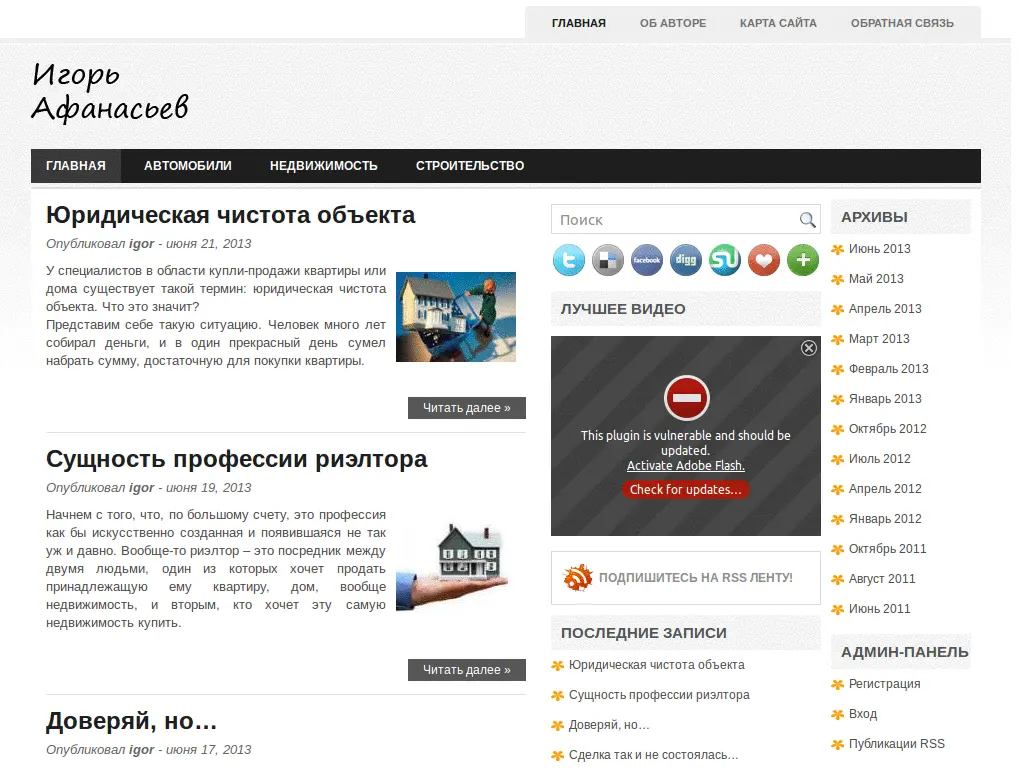 ГЛАВНАЯ ОБ АВТОРЕ КАРТА САЙТА ОБРАТНАЯ СВЯЗЬ
Игорь
Афанасьев
ГЛАВНАЯ АВТОМОБИЛИ НЕДВИЖИМОСТЬ СТРОИТЕЛЬСТВО
Юридическая чистота объекта
Опубликовал igor - июня 21, 2013
У специалистов в области купли-продажи квартиры или
дома существует такой термин: юридическая чистота
объекта. Что это значит?
Представим себе такую ситуацию. Человек много лет
собирал деньги, и в один прекрасный день сумел
набрать сумму, достаточную для покупки квартиры.
Читать далее »
Сущность профессии риэлтора
Опубликовал igor - июня 19, 2013
Начнем с того, что, по большому счету, это профессия
как бы искусственно созданная и появившаяся не так
уж и давно. Вообще-то риэлтор – это посредник между
двумя людьми, один из которых хочет продать
принадлежащую ему квартиру, дом, вообще
недвижимость, и вторым, кто хочет эту самую
недвижимость купить.
Читать далее »
Доверяй, но…
Опубликовал igor - июня 17, 2013
Поиск
facebook
digg
ЛУЧШЕЕ ВИДЕО
This plugin is vulnerable and should be
updated.
Activate Adobe Flash.
Check for updates…
ПОДПИШИТЕСЬ НА RSS ЛЕНТУ!
ПОСЛЕДНИЕ ЗАПИСИ
Юридическая чистота объекта
Сущность профессии риэлтора
Доверяй, но…
Сделка так и не состоялась…
АРХИВЫ
Июнь 2013
Май 2013
Апрель 2013
Март 2013
Февраль 2013
Январь 2013
Октябрь 2012
Июль 2012
Апрель 2012
Январь 2012
Октябрь 2011
Август 2011
Июнь 2011
АДМИН-ПАНЕЛЬ
Регистрация
Вход
Публикации RSS